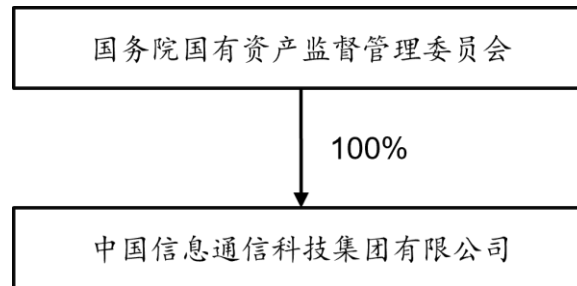 国务院国有资产监督管理委员会
100%
中国信息通信科技集团有限公司